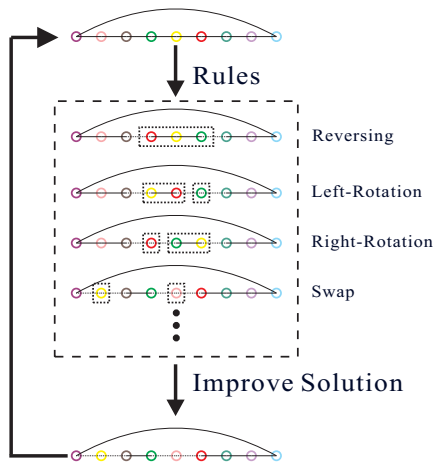 Rules
Reversing
Left-Rotation
Right-Rotation
Swap
Improve Solution